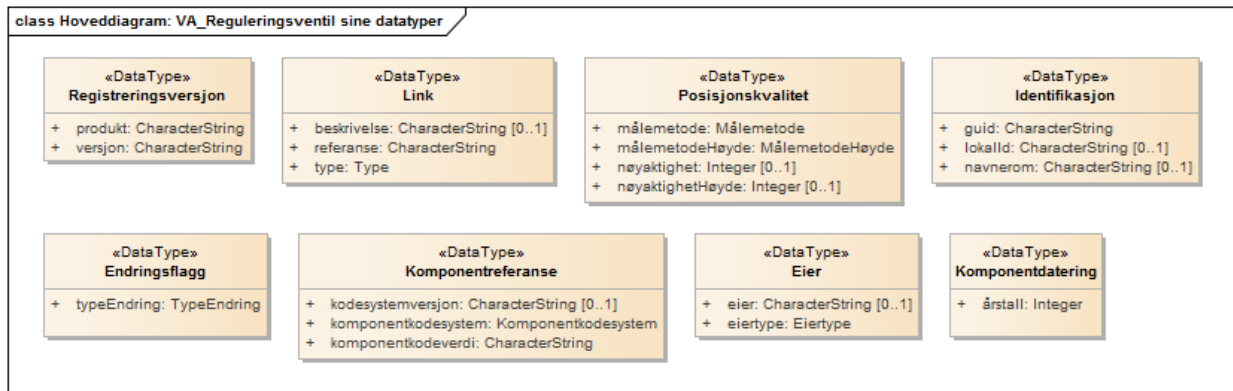 class Hoveddiagram: VA_Reguleringsventil sine datatyper
«DataType»
Registreringsversjon
+ produkt: CharacterString
+ versjon: CharacterString
«DataType»
Link
+ beskrivelse: CharacterString [0..1]
+ referanse: CharacterString
+ type: Type
«DataType»
Posisjonskvalitet
+ målemetode: Målemetode
+ målemetodeHøyde: MålemetodeHøyde
+ nøyaktighet: Integer [0..1]
+ nøyaktighetHøyde: Integer [0..1]
«DataType»
Identifikasjon
+ guid: CharacterString
+ lokalId: CharacterString [0..1]
+ navnerom: CharacterString [0..1]
«DataType»
Endringsflagg
+ typeEndring: TypeEndring
«DataType»
Komponentreferanse
+ kodesystemversjon: CharacterString [0..1]
+ komponentkodesystem: Komponentkodesystem
+ komponentkodeverdi: CharacterString
«DataType»
Eier
+ eier: CharacterString [0..1]
+ eiertype: Eiertype
«DataType»
Komponentdatering
+ årstall: Integer